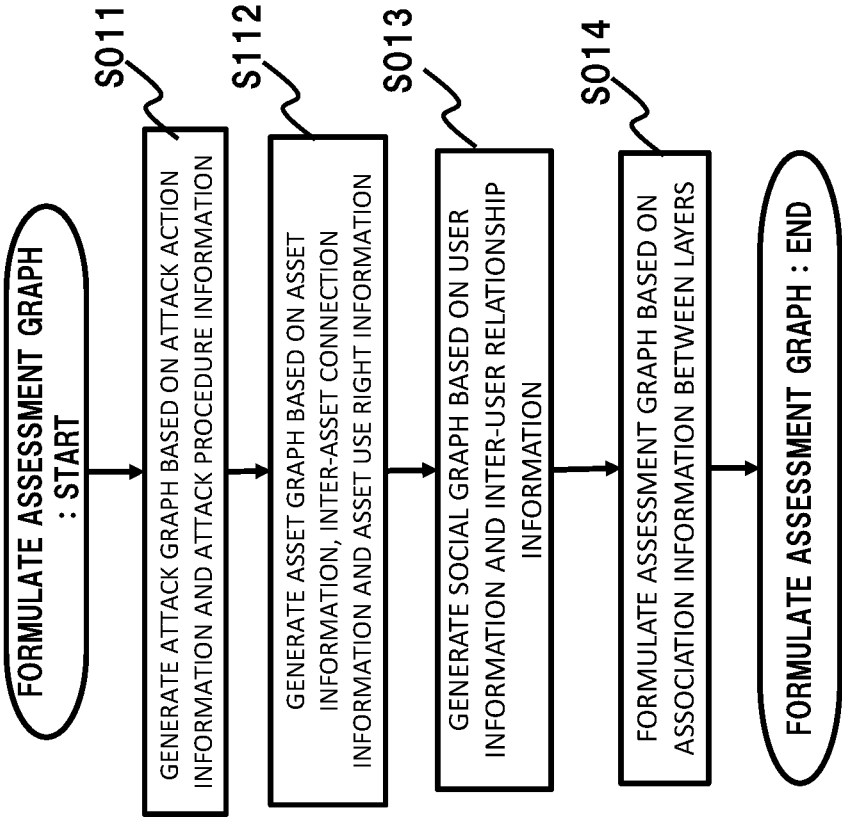 FORMULATE ASSESSMENT GRAPH
: START
S011
GENERATE ATTACK GRAPH BASED ON ATTACK ACTION
INFORMATION AND ATTACK PROCEDURE INFORMATION
S112
GENERATE ASSET GRAPH BASED ON ASSET
INFORMATION, INTER-ASSET CONNECTION
INFORMATION AND ASSET USE RIGHT INFORMATION
S013
GENERATE SOCIAL GRAPH BASED ON USER
INFORMATION AND INTER-USER RELATIONSHIP
INFORMATION
S014
FORMULATE ASSESSMENT GRAPH BASED ON
ASSOCIATION INFORMATION BETWEEN LAYERS
FORMULATE ASSESSMENT GRAPH : END